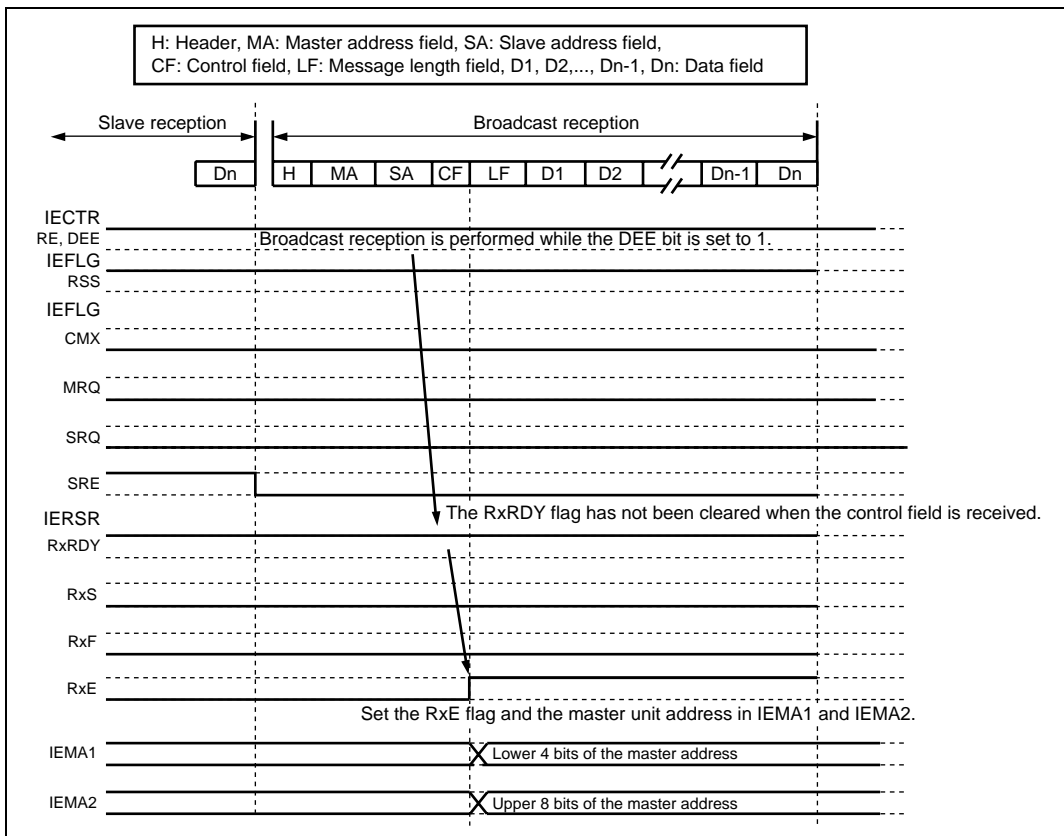 H: Header, MA: Master address field, SA: Slave address field,
CF: Control field, LF: Message length field, D1, D2,..., Dn-1, Dn: Data field
Slave reception
Broadcast reception
Dn H MA SA CF LF D1 D2 Dn-1 Dn
IECTR
RE, DEE
Broadcast reception is performed while the DEE bit is set to 1.
IEFLG
RSS
IEFLG
CMX
MRQ
SRQ
SRE
IERSR
The RxRDY flag has not been cleared when the control field is received.
RxRDY
RxS
RxF
RxE
Set the RxE flag and the master unit address in IEMA1 and IEMA2.
IEMA1
Lower 4 bits of the master address
IEMA2
Upper 8 bits of the master address